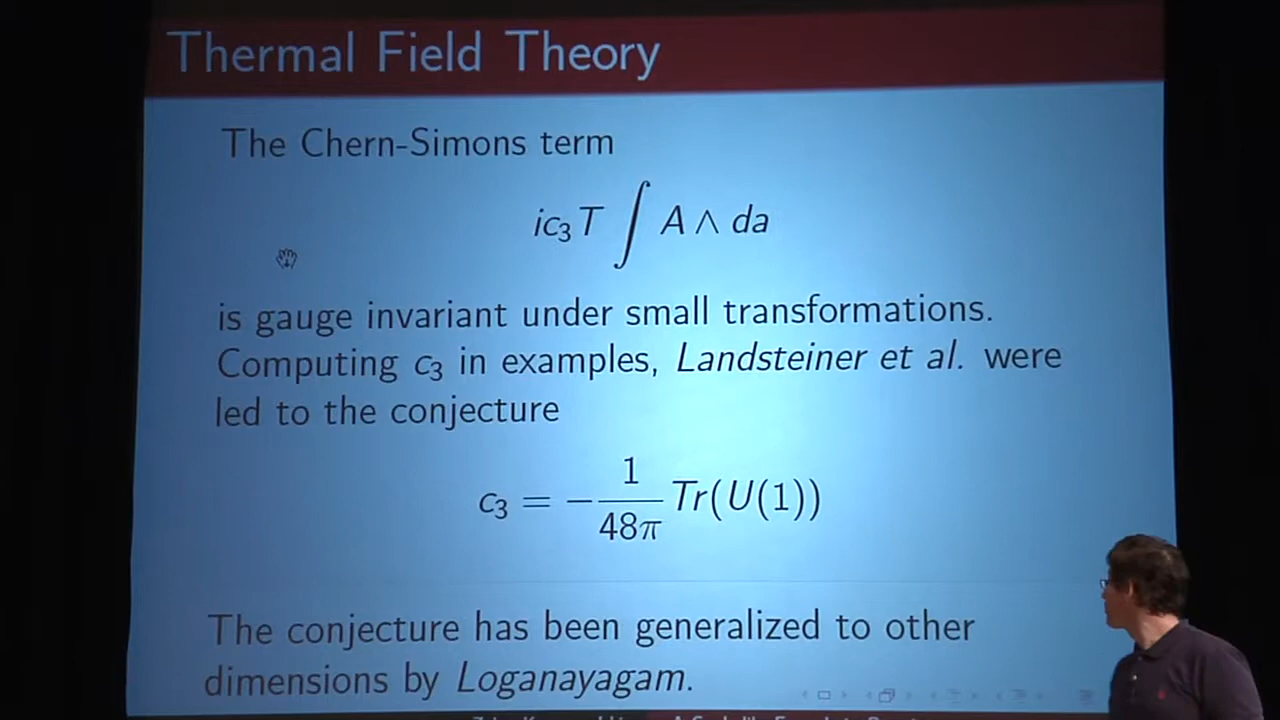 Thermal Field Theory
The Chern-Simons term
ic₃T ∫ A ∧ da
is gauge invariant under small transformations.
Computing c₃ in examples, Landsteiner et al. were
led to the conjecture
c₃ = −1/48π Tr(U(1))
The conjecture has been generalized to other
dimensions by Loganayagam.